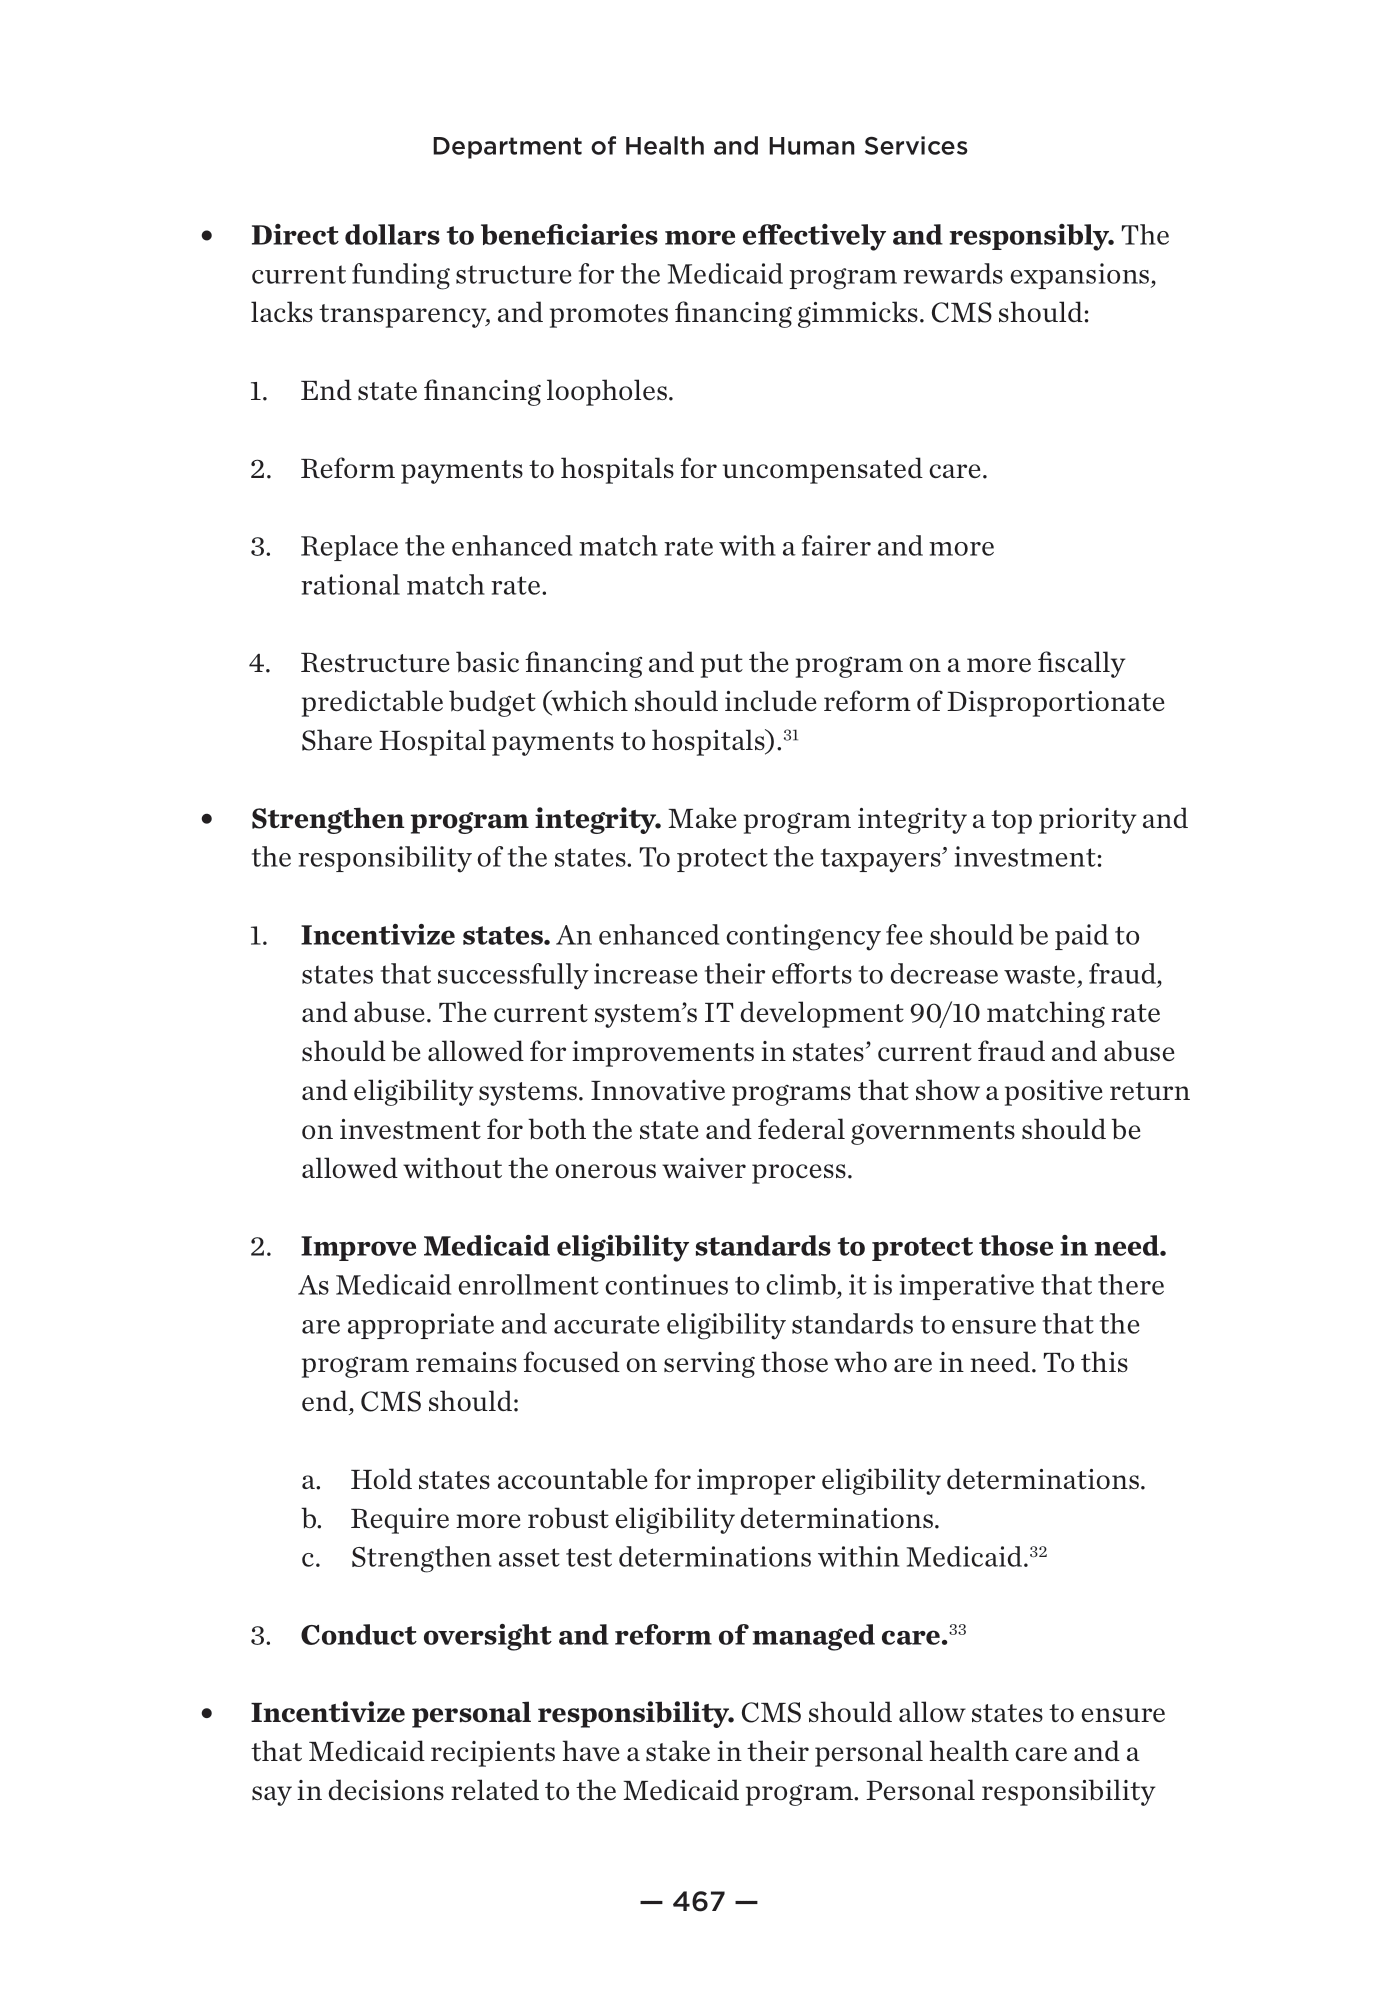 Department of Health and Human Services
• Direct dollars to beneficiaries more effectively and responsibly. The
current funding structure for the Medicaid program rewards expansions,
lacks transparency, and promotes financing gimmicks. CMS should:
1. End state financing loopholes.
2. Reform payments to hospitals for uncompensated care.
3. Replace the enhanced match rate with a fairer and more
rational match rate.
4. Restructure basic financing and put the program on a more fiscally
predictable budget (which should include reform of Disproportionate
Share Hospital payments to hospitals).³¹
• Strengthen program integrity. Make program integrity a top priority and
the responsibility of the states. To protect the taxpayers’ investment:
1. Incentivize states. An enhanced contingency fee should be paid to
states that successfully increase their efforts to decrease waste, fraud,
and abuse. The current system’s IT development 90/10 matching rate
should be allowed for improvements in states’ current fraud and abuse
and eligibility systems. Innovative programs that show a positive return
on investment for both the state and federal governments should be
allowed without the onerous waiver process.
2. Improve Medicaid eligibility standards to protect those in need.
As Medicaid enrollment continues to climb, it is imperative that there
are appropriate and accurate eligibility standards to ensure that the
program remains focused on serving those who are in need. To this
end, CMS should:
a. Hold states accountable for improper eligibility determinations.
b. Require more robust eligibility determinations.
c. Strengthen asset test determinations within Medicaid.³²
3. Conduct oversight and reform of managed care.³³
• Incentivize personal responsibility. CMS should allow states to ensure
that Medicaid recipients have a stake in their personal health care and a
say in decisions related to the Medicaid program. Personal responsibility
— 467 —